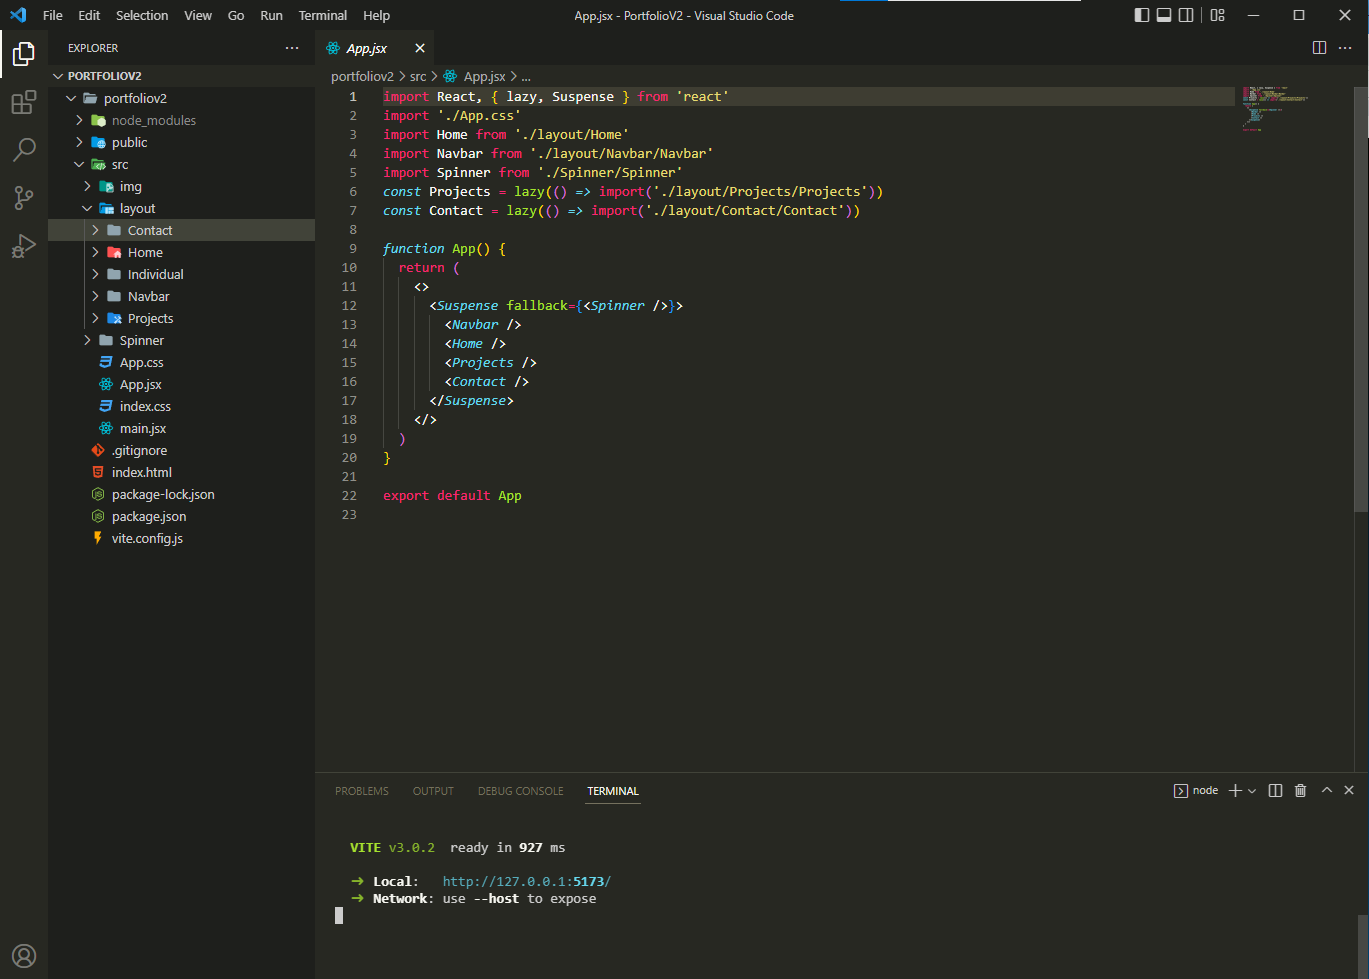 File Edit Selection View Go Run Terminal Help
App.jsx - PortfolioV2 - Visual Studio Code
EXPLORER
PORTFOLIOV2
portfoliov2
node_modules
public
src
img
layout
Contact
Home
Individual
Navbar
Projects
Spinner
App.css
App.jsx
index.css
main.jsx
.gitignore
index.html
package-lock.json
package.json
vite.config.js
App.jsx
portfoliov2 > src > App.jsx > ...
1 import React, { lazy, Suspense } from 'react'
2 import './App.css'
3 import Home from './layout/Home'
4 import Navbar from './layout/Navbar/Navbar'
5 import Spinner from './Spinner/Spinner'
6 const Projects = lazy(() => import('./layout/Projects/Projects'))
7 const Contact = lazy(() => import('./layout/Contact/Contact'))
8
9 function App() {
10 return (
11 <>
12 <Suspense fallback={<Spinner />}>
13 <Navbar />
14 <Home />
15 <Projects />
16 <Contact />
17 </Suspense>
18 </>
19 )
20 }
21
22 export default App
23
PROBLEMS OUTPUT DEBUG CONSOLE TERMINAL
node
VITE v3.0.2 ready in 927 ms
➜ Local: http://127.0.0.1:5173/
➜ Network: use --host to expose